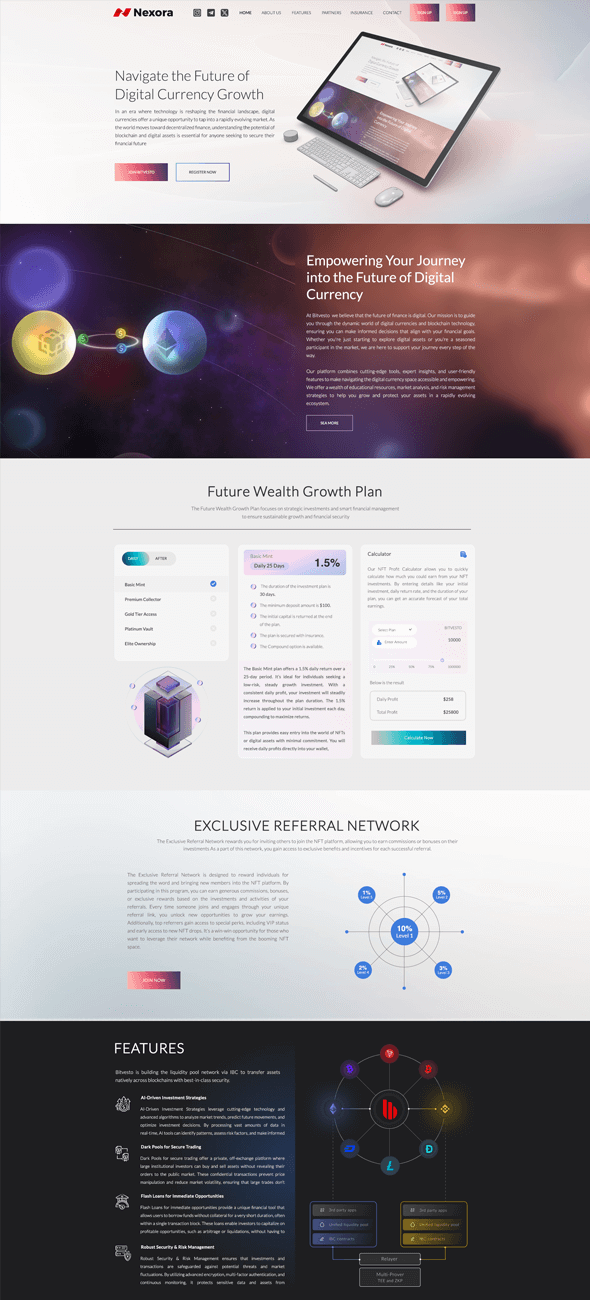 Nexora
HOME ABOUT US FEATURES PARTNERS INSURANCE CONTACT SIGN UP SIGN UP
Navigate the Future of
Digital Currency Growth
In an era where technology is reshaping the financial landscape, digital
currencies offer a unique opportunity to tap into a rapidly evolving market. As
the world moves toward decentralized finance, understanding the potential of
blockchain and digital assets is essential for anyone seeking to secure their
financial future
JOIN BITVESTO REGISTER NOW
Empowering Your Journey
into the Future of Digital
Currency
At Bitvesto we believe that the future of finance is digital. Our mission is to guide
you through the dynamic world of digital currencies and blockchain technology,
ensuring you can make informed decisions that align with your financial goals.
Whether you're just starting to explore digital assets or you're a seasoned
participant in the market, we are here to support your journey every step of the
way.
Our platform combines cutting-edge tools, expert insights, and user-friendly
features to make navigating the digital currency space accessible and empowering.
We offer a wealth of educational resources, market analysis, and risk management
strategies to help you grow and protect your assets in a rapidly evolving
ecosystem.
SEA MORE
Future Wealth Growth Plan
The Future Wealth Growth Plan focuses on strategic investments and smart financial management
to ensure sustainable growth and financial security.
DAILY AFTER
Basic Mint
Premium Collector
Gold Tier Access
Platinum Vault
Elite Ownership
Basic Mint
Daily 25 Days
1.5%
The duration of the investment plan is
30 days.
The minimum deposit amount is $100.
The initial capital is returned at the end
of the plan.
The plan is secured with insurance.
The Compound option is available.
The Basic Mint plan offers a 1.5% daily return over a
25-day period. It's ideal for individuals seeking a
low-risk, steady growth investment. With a
consistent daily profit, your investment will steadily
increase throughout the plan duration. The 1.5%
return is applied to your initial investment each day,
compounding to maximize returns.
This plan provides easy entry into the world of NFTs
or digital assets with minimal commitment. You will
receive daily profits directly into your wallet.
Calculator
Our NFT Profit Calculator allows you to quickly
calculate how much you could earn from your NFT
investments. By entering details like your initial
investment, daily return rate, and the duration of your
plan, you can get an accurate forecast of your total
earnings.
Select Plan BITVESTO
Enter Amount 10000
0 25% 50% 75% 1000000
Below is the result
Daily Profit $258
Total Profit $25800
Calculate Now
EXCLUSIVE REFERRAL NETWORK
The Exclusive Referral Network rewards you for inviting others to join the NFT platform, allowing you to earn commissions or bonuses on their
investments As a part of this network, you gain access to exclusive benefits and incentives for each successful referral.
The Exclusive Referral Network is designed to reward individuals for
spreading the word and bringing new members into the NFT platform. By
participating in this program, you can earn generous commissions, bonuses,
or exclusive rewards based on the investments and activities of your
referrals. Every time someone joins and engages through your unique
referral link, you unlock new opportunities to grow your earnings.
Additionally, top referrers gain access to special perks, including VIP status
and early access to new NFT drops. It's a win-win opportunity for those who
want to leverage their network while benefiting from the booming NFT
space.
JOIN NOW
1%
Level 1
5%
Level 2
10%
Level 1
2%
Level 4
3%
Level 3
FEATURES
Bitvesto is building the liquidity pool network via IBC to transfer assets
natively across blockchains with best-in-class security.
AI-Driven Investment Strategies
AI-Driven Investment Strategies leverage cutting-edge technology and
advanced algorithms to analyze market trends, predict future movements, and
optimize investment decisions. By processing vast amounts of data in
real-time, AI tools can identify patterns, assess risk factors, and make informed
Dark Pools for Secure Trading
Dark Pools for secure trading offer a private, off-exchange platform where
large institutional investors can buy and sell assets without revealing their
orders to the public market. These confidential transactions prevent price
manipulation and reduce market volatility, ensuring that large trades don't
Flash Loans for Immediate Opportunities
Flash Loans for immediate opportunities provide a unique financial tool that
allows users to borrow funds without collateral for a very short duration, often
within a single transaction block. These loans enable investors to capitalize on
profitable opportunities, such as arbitrage or liquidations, without having to
Robust Security & Risk Management
Robust Security & Risk Management ensures that investments and
transactions are safeguarded against potential threats and market
fluctuations. By utilizing advanced encryption, multi-factor authentication, and
continuous monitoring, it protects sensitive data and assets from
3rd party apps
Unified liquidity pool
IBC contracts
3rd party apps
Unified liquidity pool
IBC contracts
Relayer
Multi-Prover
TEE and ZKP